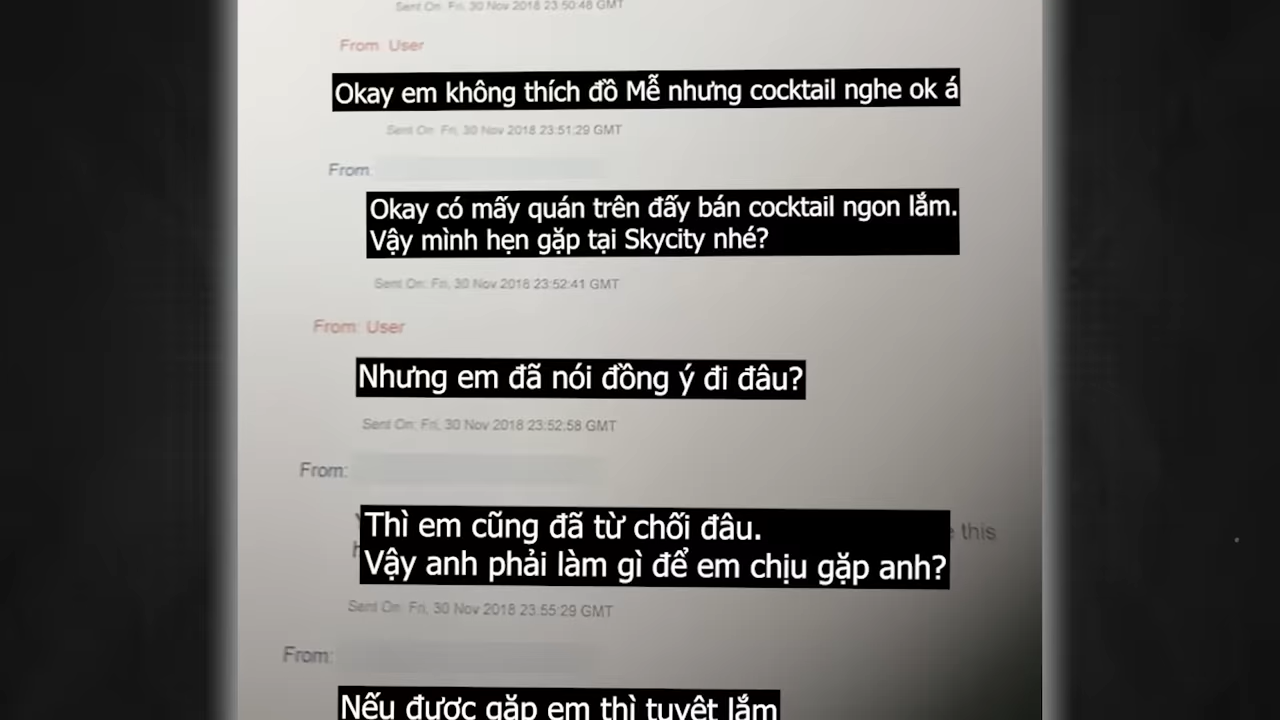 Sent On: Fri, 30 Nov 2018 23:50:48 GMT
From: User
Okay em không thích đồ Mễ nhưng cocktail nghe ok á
Sent On: Fri, 30 Nov 2018 23:51:29 GMT
From:
Okay có mấy quán trên đấy bán cocktail ngon lắm.
Vậy mình hẹn gặp tại Skycity nhé?
Sent On: Fri, 30 Nov 2018 23:52:41 GMT
From: User
Nhưng em đã nói đồng ý đi đâu?
Sent On: Fri, 30 Nov 2018 23:52:58 GMT
From:
Thì em cũng đã từ chối đâu.
this
Vậy anh phải làm gì để em chịu gặp anh?
Sent On: Fri, 30 Nov 2018 23:55:29 GMT
From:
Nếu được gặp em thì tuyệt lắm